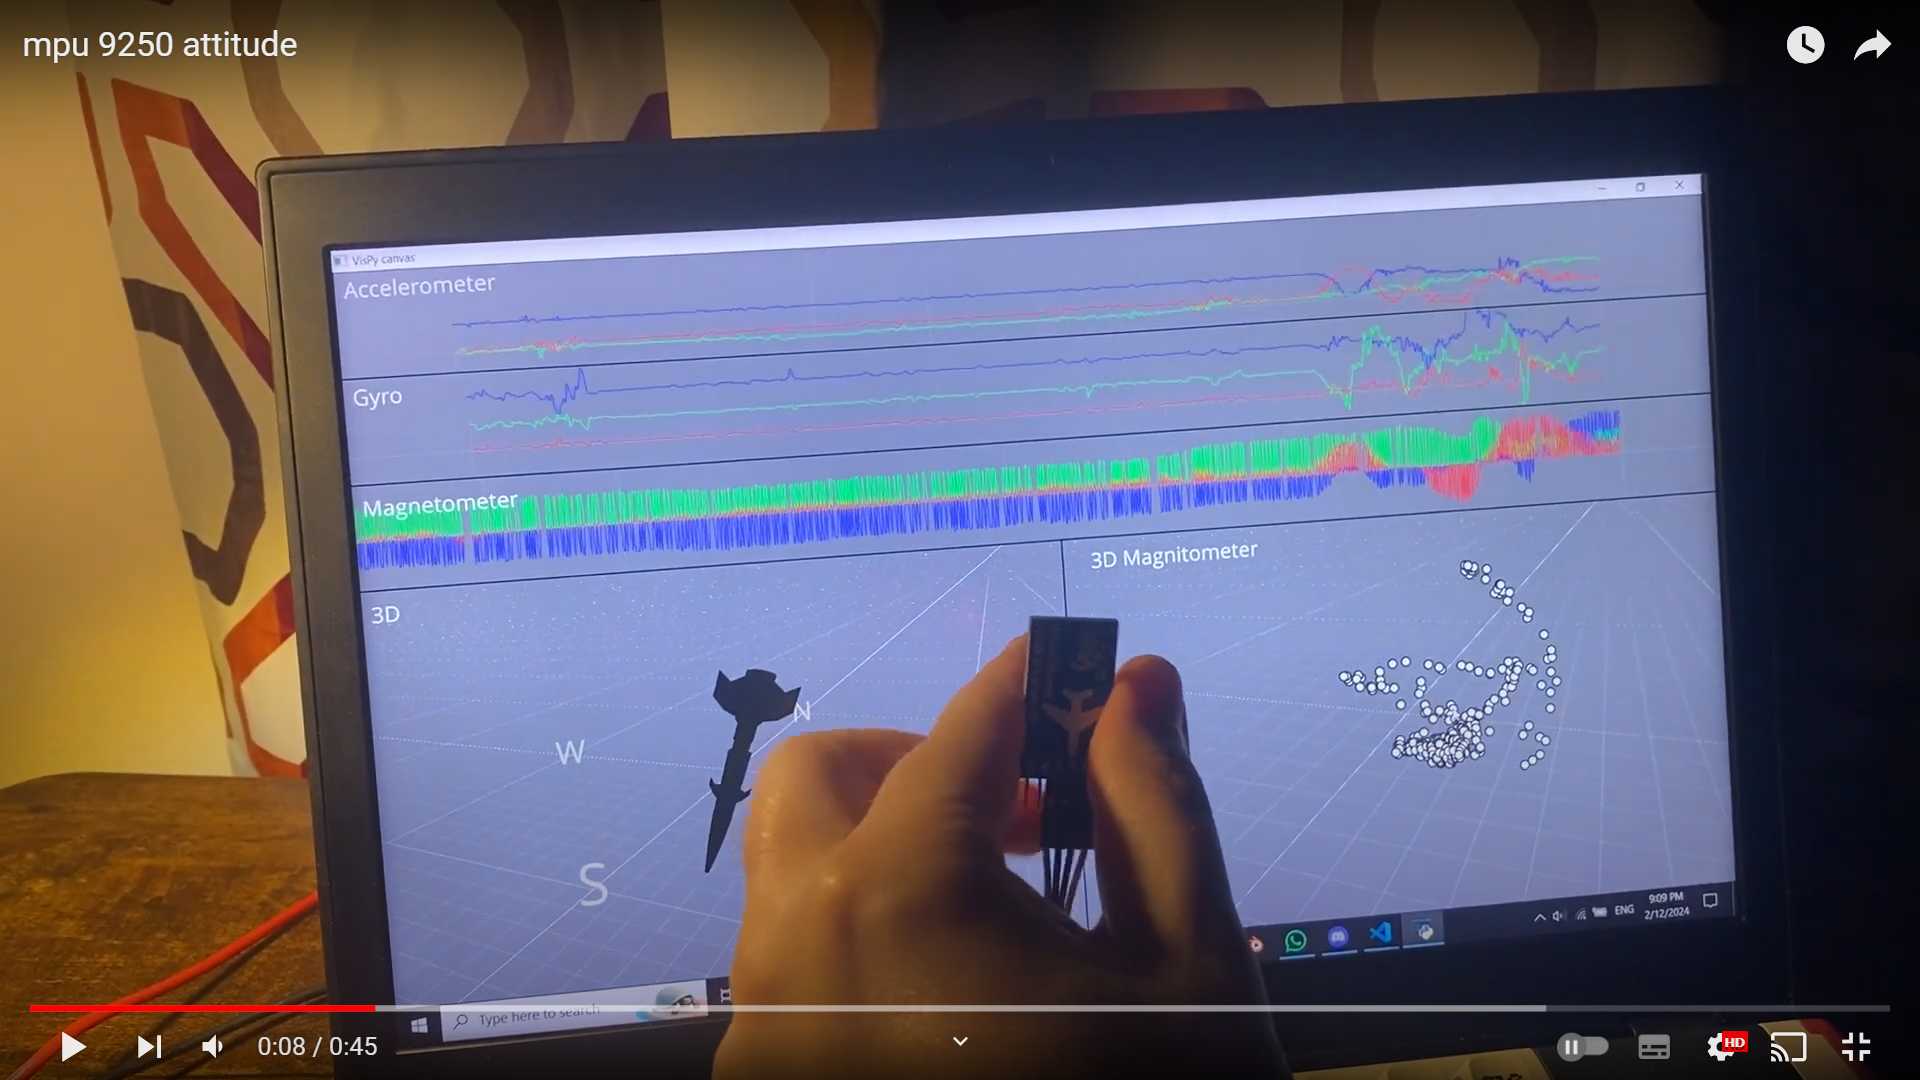 mpu 9250 attitude
VisPy canvas
Accelerometer
Gyro
Magnetometer
3D
3D Magnitometer
N
W
S
ENG
9:09 PM
2/12/2024
Type here to search
0:08 / 0:45
HD